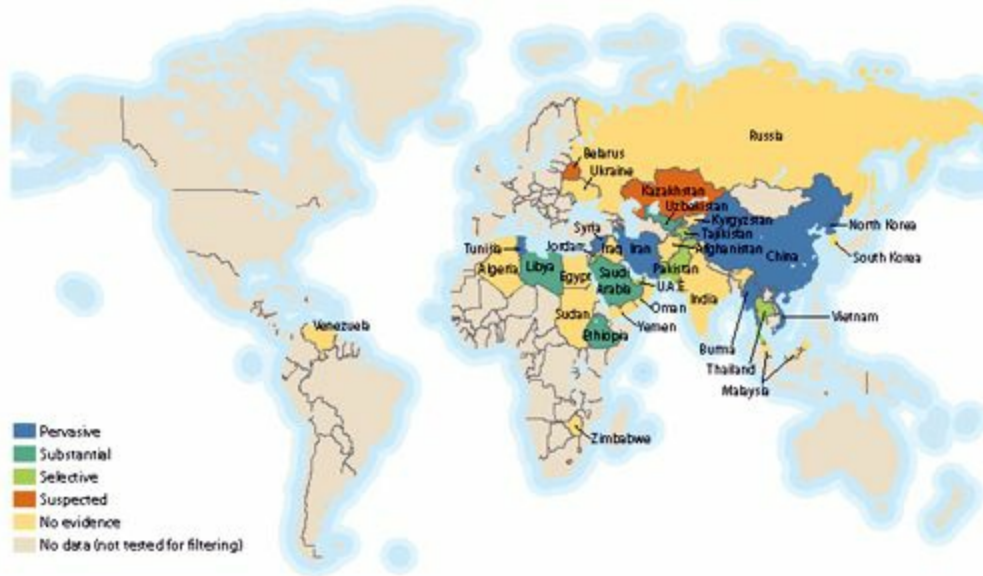 Russia
Belarus
Ukraine
Kazakhstan
Uzbekistan
Kyrgyzstan
Tajikistan
Afghanistan
North Korea
South Korea
China
Syria
Tunisia
Jordan
Iraq
Iran
Algeria
Libya
Egypt
Saudi
Arabia
Pakistan
U.A.E.
India
Oman
Yemen
Sudan
Ethiopia
Vietnam
Burma
Thailand
Malaysia
Venezuela
Zimbabwe
Pervasive
Substantial
Selective
Suspected
No evidence
No data (not tested for filtering)